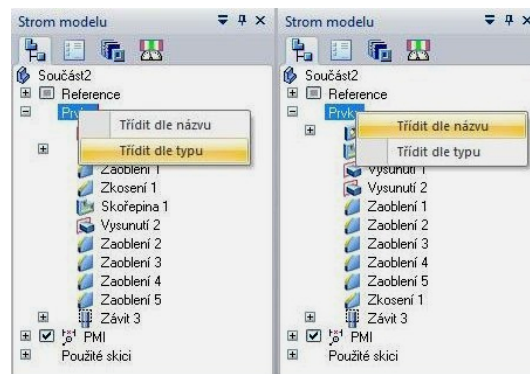 Strom modelu
Součást2
Reference
Prvky
Třídit dle názvu
Třídit dle typu
Zaoblení 1
Zkosení 1
Skořepina 1
Vysunutí 2
Zaoblení 2
Zaoblení 3
Zaoblení 4
Zaoblení 5
Závit 3
PMI
Použité skici
Strom modelu
Součást2
Reference
Prvky
Třídit dle názvu
Třídit dle typu
Vysunutí 1
Vysunutí 2
Zaoblení 1
Zaoblení 2
Zaoblení 3
Zaoblení 4
Zaoblení 5
Zkosení 1
Závit 3
PMI
Použité skici